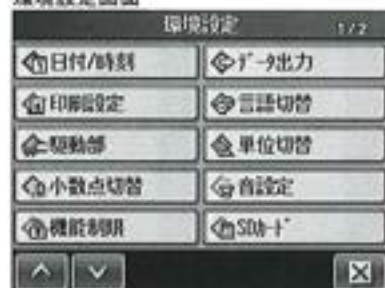 環境設定画面
環境設定 1/2
日付/時刻
データ出力
印刷設定
言語切替
駆動部
単位切替
小数点切替
音設定
機能制限
SDカード